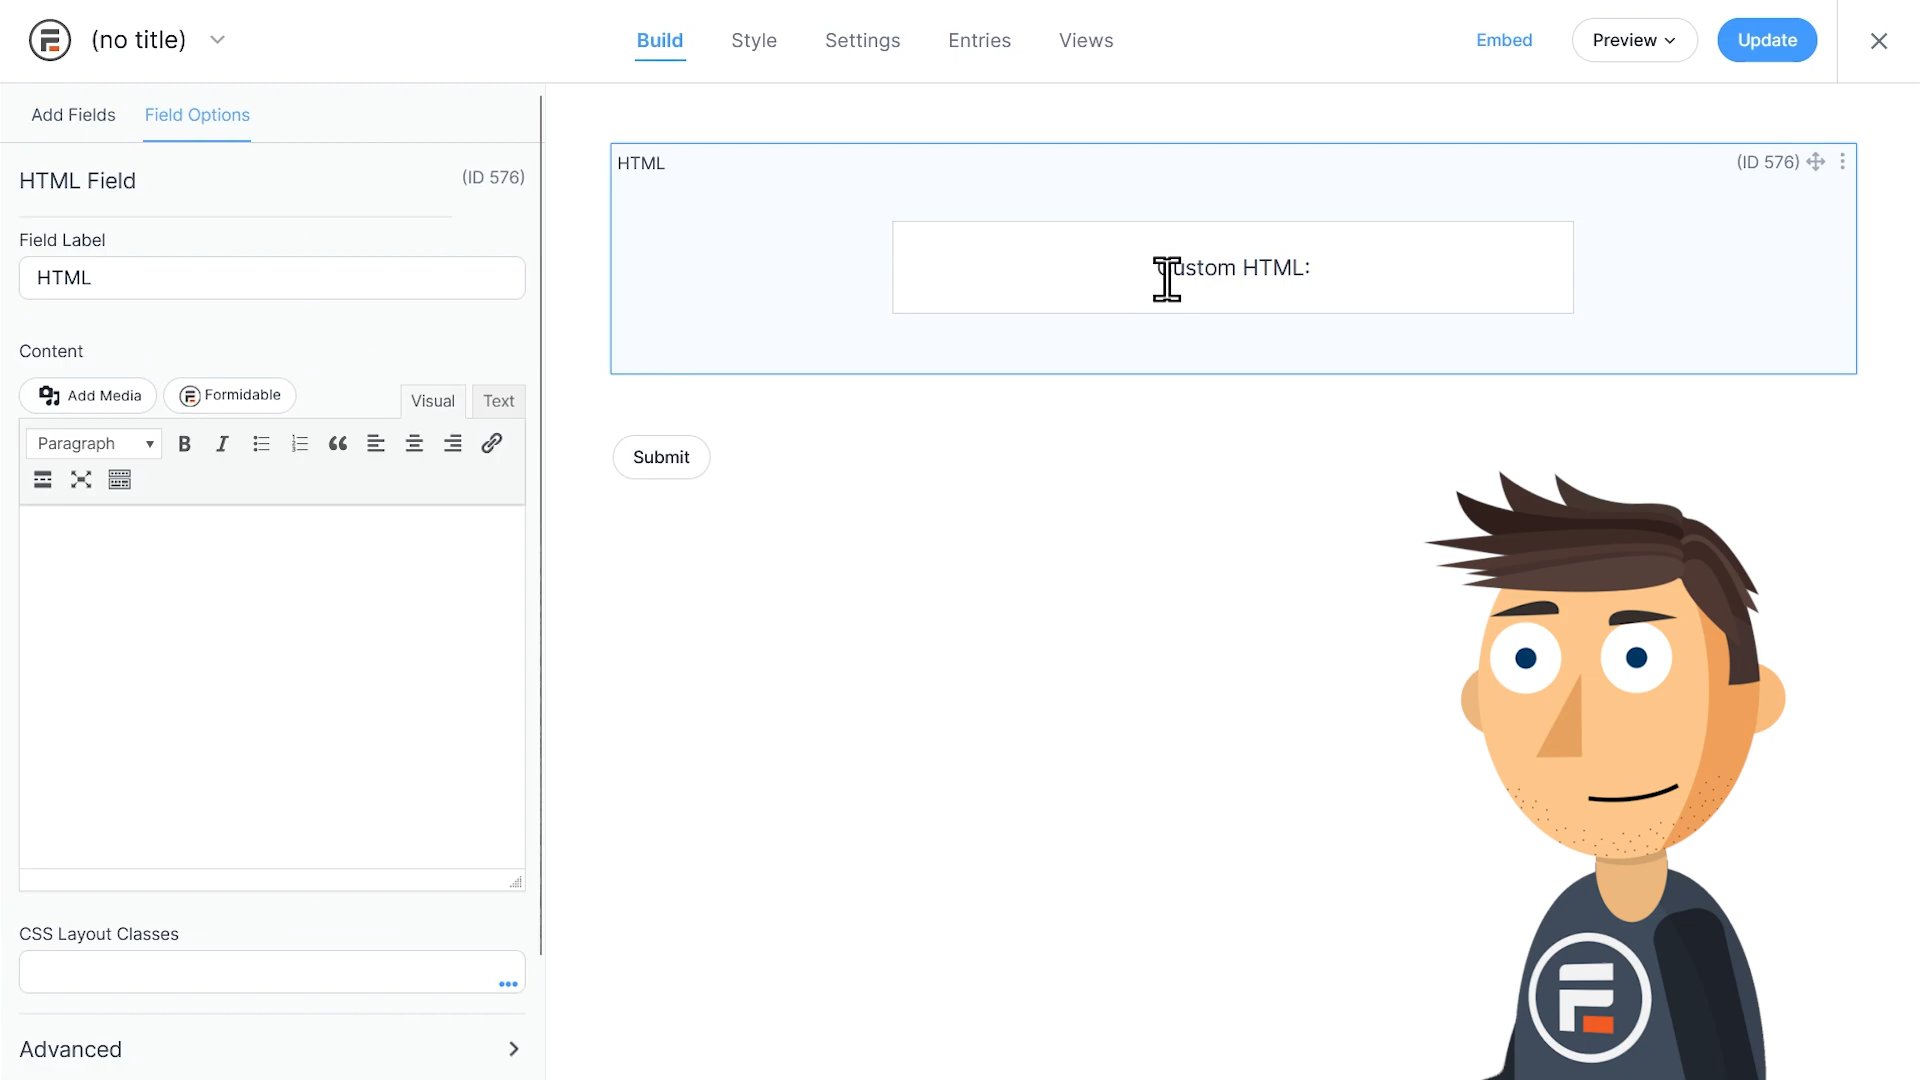 (no title)
Build
Style
Settings
Entries
Views
Embed
Preview
Update
Add Fields
Field Options
HTML Field
(ID 576)
Field Label
HTML
Content
Add Media
Formidable
Visual
Text
Paragraph
CSS Layout Classes
Advanced
HTML
(ID 576)
Custom HTML:
Submit